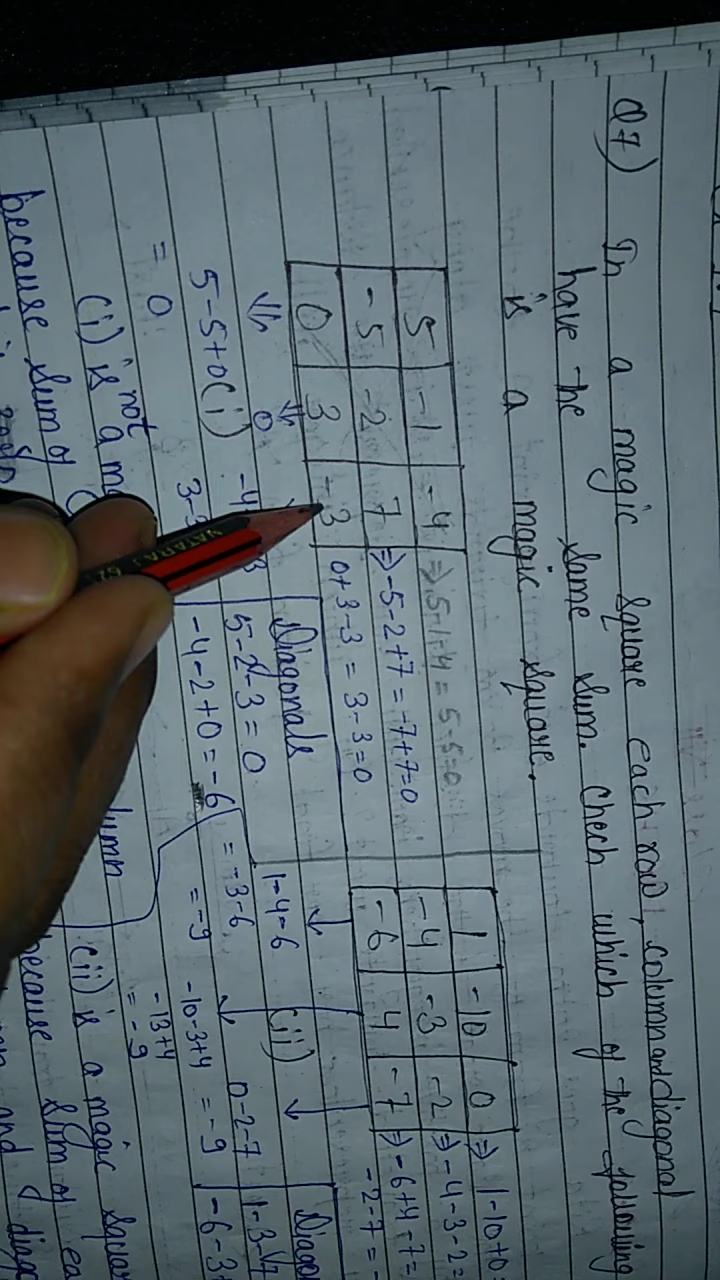 Q7) In a magic square each row, column and diagonal
have the same sum. Chech which of the following
is a magic square.
5 -1 -4 ⇒ 5-1-4 = 5-5=0
-5 -2 7 ⇒ -5-2+7 = -7+7=0
0 3 -3 0+3-3 = 3-3=0
5-5+0 (i) 0
= 0
Diagonals
5-2-3=0
-4-2+0=-6
(i) is not a
because sum of
1 -10 0 ⇒ 1-10+0=
-4 -3 -2 ⇒ -4-3-2=
-6 4 -7 ⇒ -6+4-7=
-2-7 = -
1-4-6 (ii) 0-2-7
= -3-6 -10-3+4 = -9
= -9 -13+4
= -9
1-3-7
-6-3+
(ii) is a magic square
because sum of